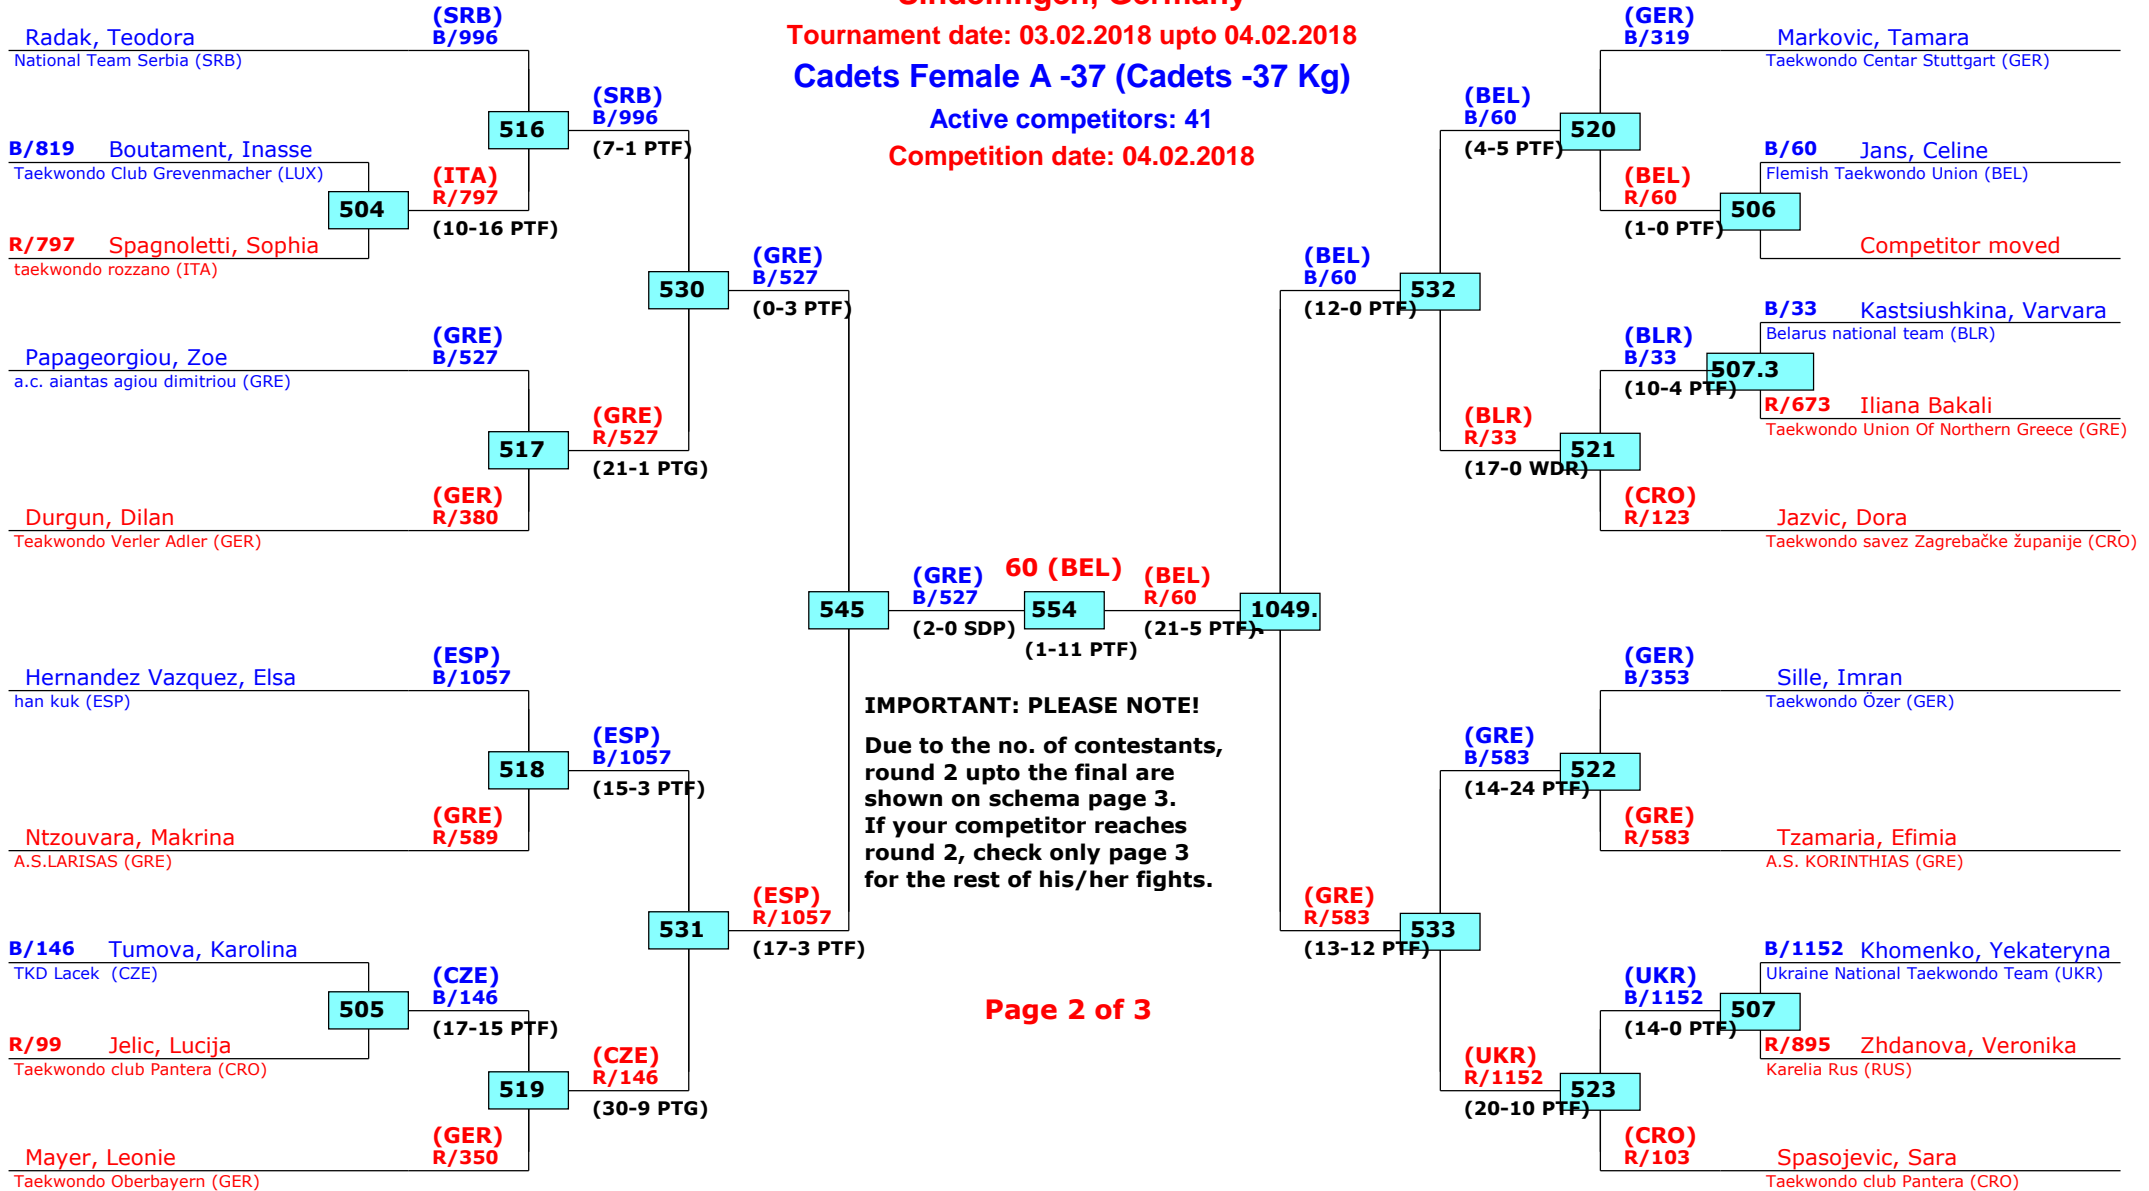 Sindelfingen, Germany
Tournament date: 03.02.2018 upto 04.02.2018
Cadets Female A -37 (Cadets -37 Kg)
Active competitors: 41
Competition date: 04.02.2018
Radak, Teodora
National Team Serbia (SRB)
(SRB)
B/996
B/819 Boutament, Inasse
Taekwondo Club Grevenmacher (LUX)
504
R/797 Spagnoletti, Sophia
taekwondo rozzano (ITA)
(ITA)
R/797
(10-16 PTF)
516
(SRB)
B/996
(7-1 PTF)
Papageorgiou, Zoe
a.c. aiantas agiou dimitriou (GRE)
(GRE)
B/527
517
Durgun, Dilan
Teakwondo Verler Adler (GER)
(GER)
R/380
(GRE)
R/527
(21-1 PTG)
530
(GRE)
B/527
(0-3 PTF)
Hernandez Vazquez, Elsa
han kuk (ESP)
(ESP)
B/1057
518
Ntzouvara, Makrina
A.S.LARISAS (GRE)
(GRE)
R/589
(ESP)
B/1057
(15-3 PTF)
B/146 Tumova, Karolina
TKD Lacek (CZE)
505
R/99 Jelic, Lucija
Taekwondo club Pantera (CRO)
(CZE)
B/146
(17-15 PTF)
519
Mayer, Leonie
Taekwondo Oberbayern (GER)
(GER)
R/350
(CZE)
R/146
(30-9 PTG)
531
(ESP)
R/1057
(17-3 PTF)
545
(GRE)
B/527
(2-0 SDP)
60 (BEL)
554
(1-11 PTF)
(BEL)
R/60
(21-5 PTF)
1049.
IMPORTANT: PLEASE NOTE!
Due to the no. of contestants,
round 2 upto the final are
shown on schema page 3.
If your competitor reaches
round 2, check only page 3
for the rest of his/her fights.
Page 2 of 3
(GER)
B/319
Markovic, Tamara
Taekwondo Centar Stuttgart (GER)
(BEL)
B/60
(4-5 PTF)
520
B/60 Jans, Celine
Flemish Taekwondo Union (BEL)
(BEL)
R/60
(1-0 PTF)
506
Competitor moved
(BEL)
B/60
(12-0 PTF)
532
B/33 Kastsiushkina, Varvara
Belarus national team (BLR)
(BLR)
B/33
(10-4 PTF)
507.3
R/673 Iliana Bakali
Taekwondo Union Of Northern Greece (GRE)
(BLR)
R/33
(17-0 WDR)
521
(CRO)
R/123
Jazvic, Dora
Taekwondo savez Zagrebačke županije (CRO)
(GER)
B/353
Sille, Imran
Taekwondo Özer (GER)
(GRE)
B/583
(14-24 PTF)
522
(GRE)
R/583
Tzamaria, Efimia
A.S. KORINTHIAS (GRE)
(GRE)
R/583
(13-12 PTF)
533
B/1152 Khomenko, Yekateryna
Ukraine National Taekwondo Team (UKR)
(UKR)
B/1152
(14-0 PTF)
507
R/895 Zhdanova, Veronika
Karelia Rus (RUS)
(UKR)
R/1152
(20-10 PTF)
523
(CRO)
R/103
Spasojevic, Sara
Taekwondo club Pantera (CRO)